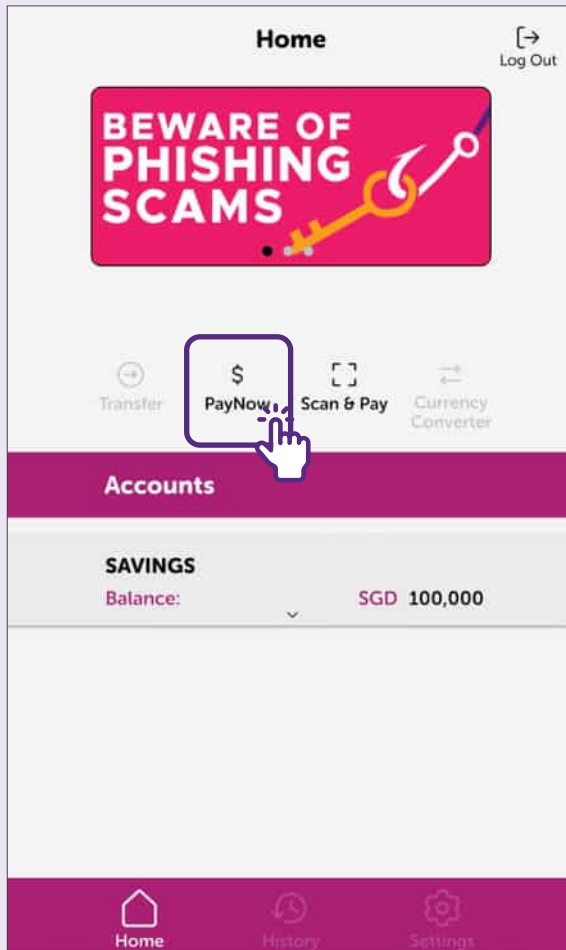 Home
Log Out
BEWARE OF
PHISHING
SCAMS
$
Transfer
PayNow
Scan & Pay
Currency
Converter
Accounts
SAVINGS
Balance: SGD 100,000
Home
History
Settings